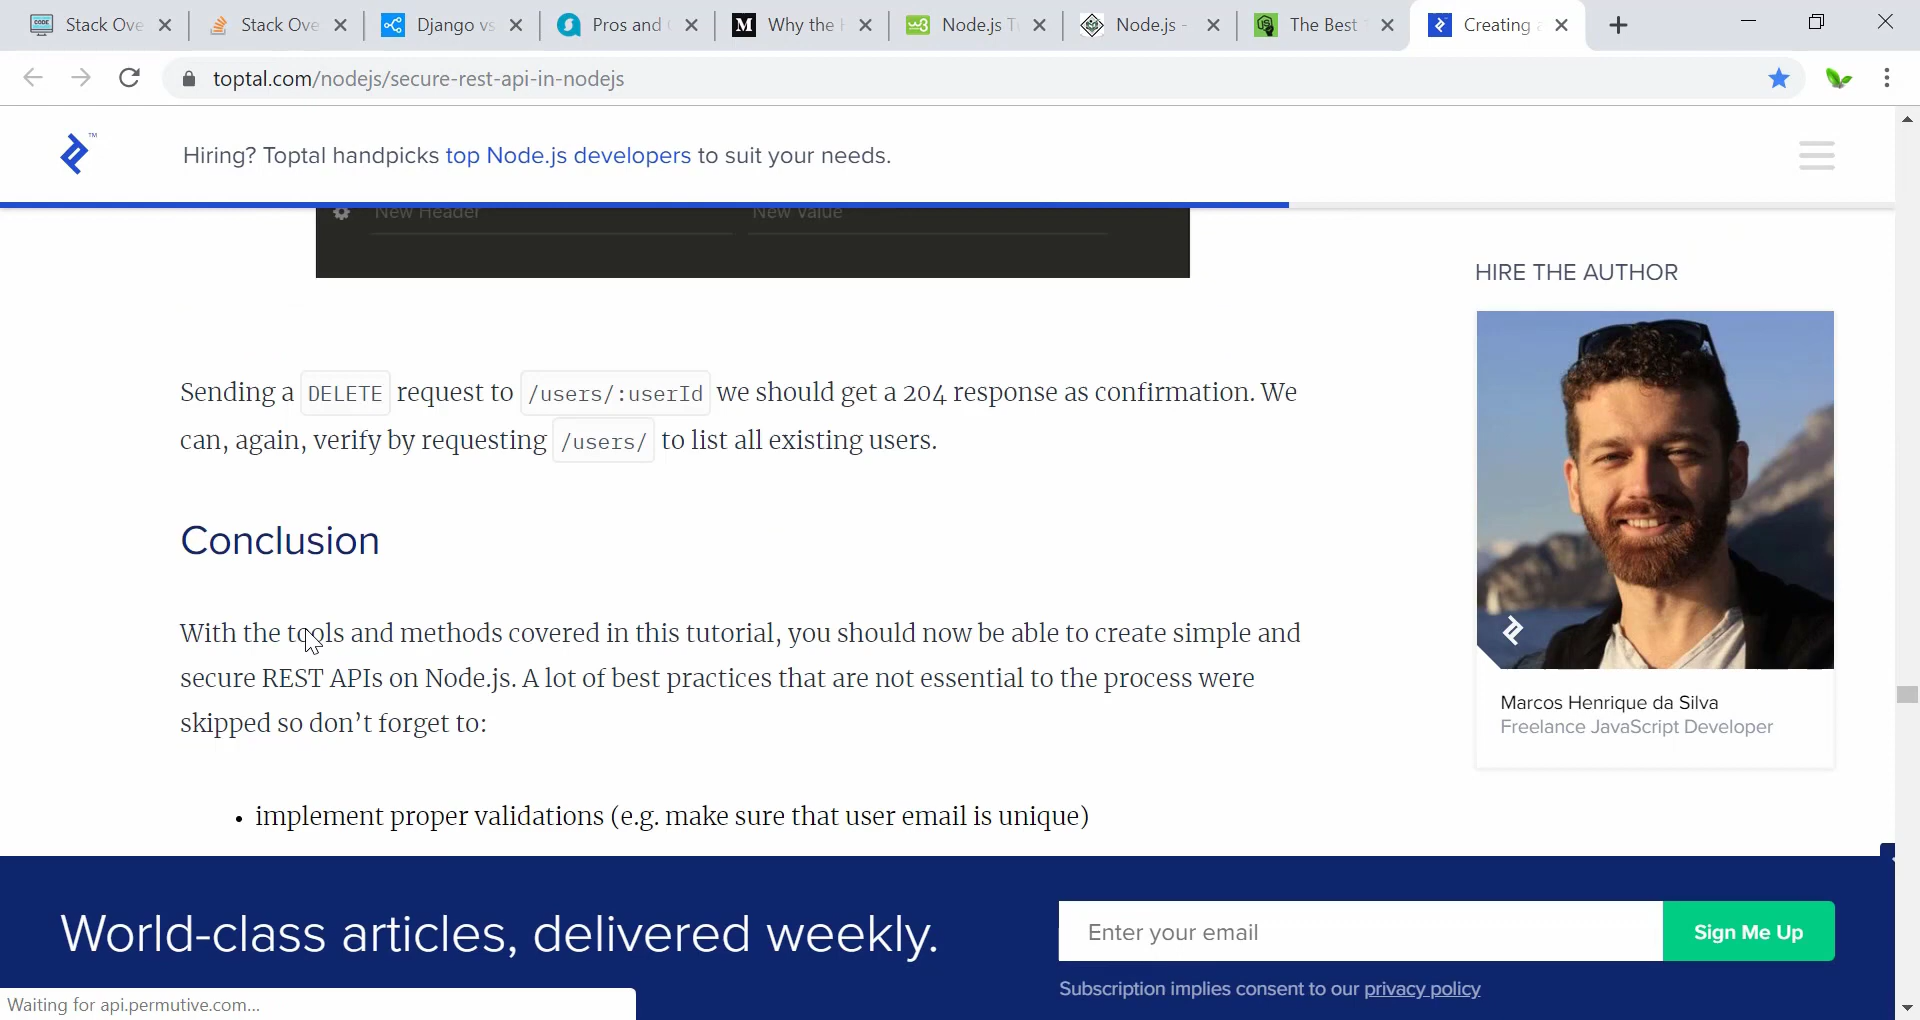 Stack Ove
Stack Ove
Django vs
Pros and
M Why the
Node.js T
Node.js -
The Best
Creating
toptal.com/nodejs/secure-rest-api-in-nodejs
™
Hiring? Toptal handpicks top Node.js developers to suit your needs.
New Header New Value
HIRE THE AUTHOR
Sending a DELETE request to /users/:userId we should get a 204 response as confirmation. We
can, again, verify by requesting /users/ to list all existing users.
Conclusion
With the tools and methods covered in this tutorial, you should now be able to create simple and
secure REST APIs on Node.js. A lot of best practices that are not essential to the process were
skipped so don’t forget to:
• implement proper validations (e.g. make sure that user email is unique)
Marcos Henrique da Silva
Freelance JavaScript Developer
World-class articles, delivered weekly.
Enter your email
Sign Me Up
Subscription implies consent to our privacy policy
Waiting for api.permutive.com...